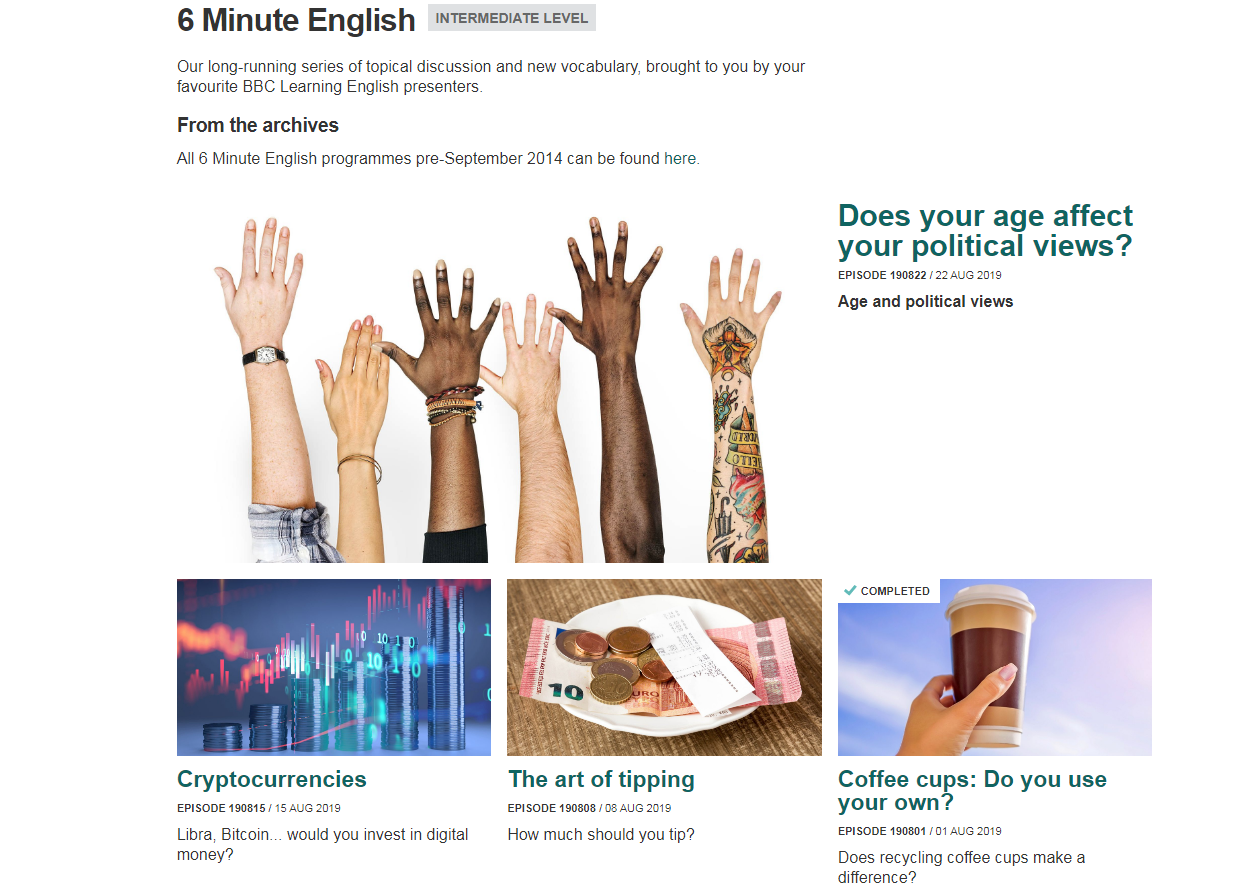 6 Minute English INTERMEDIATE LEVEL
Our long-running series of topical discussion and new vocabulary, brought to you by your
favourite BBC Learning English presenters.
From the archives
All 6 Minute English programmes pre-September 2014 can be found here.
Does your age affect
your political views?
EPISODE 190822 / 22 AUG 2019
Age and political views
10
COMPLETED
Cryptocurrencies
EPISODE 190815 / 15 AUG 2019
Libra, Bitcoin... would you invest in digital
money?
The art of tipping
EPISODE 190808 / 08 AUG 2019
How much should you tip?
Coffee cups: Do you use
your own?
EPISODE 190801 / 01 AUG 2019
Does recycling coffee cups make a
difference?